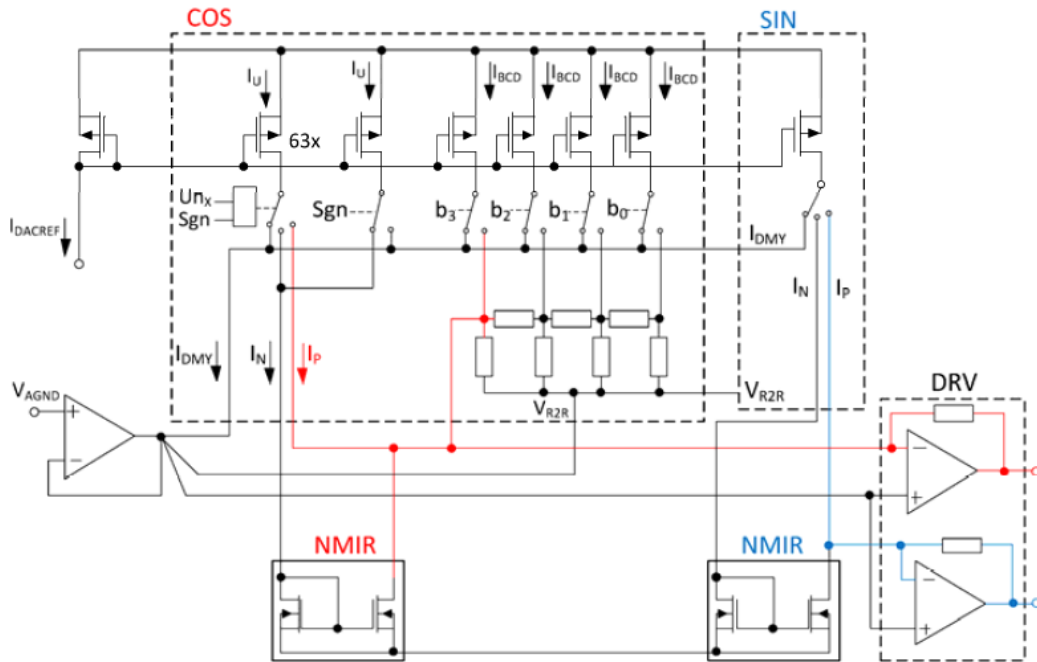 COS
SIN
I_U
I_U
I_BCD
I_BCD
I_BCD
I_BCD
63x
Un_X
Sgn
Sgn
b_3
b_2
b_1
b_0
I_DACREF
I_DMY
I_N
I_P
I_DMY
I_N
I_P
V_R2R
V_R2R
V_AGND
+
−
DRV
−
+
−
+
NMIR
NMIR